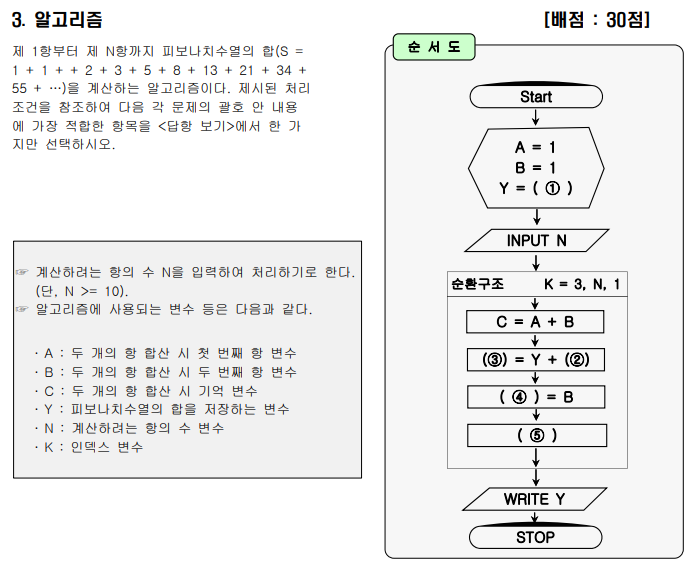 3. 알고리즘
[배점 : 30점]
제 1항부터 제 N항까지 피보나치수열의 합(S =
1 + 1 + + 2 + 3 + 5 + 8 + 13 + 21 + 34 +
55 + …)을 계산하는 알고리즘이다. 제시된 처리
조건을 참조하여 다음 각 문제의 괄호 안 내용
에 가장 적합한 항목을 <답항 보기>에서 한 가
지만 선택하시오.
☞ 계산하려는 항의 수 N을 입력하여 처리하기로 한다.
(단, N >= 10).
☞ 알고리즘에 사용되는 변수 등은 다음과 같다.
· A : 두 개의 항 합산 시 첫 번째 항 변수
· B : 두 개의 항 합산 시 두 번째 항 변수
· C : 두 개의 항 합산 시 기억 변수
· Y : 피보나치수열의 합을 저장하는 변수
· N : 계산하려는 항의 수 변수
· K : 인덱스 변수
순 서 도
Start
A = 1
B = 1
Y = ( ① )
INPUT N
순환구조 K = 3, N, 1
C = A + B
(③) = Y + (②)
( ④ ) = B
( ⑤ )
WRITE Y
STOP